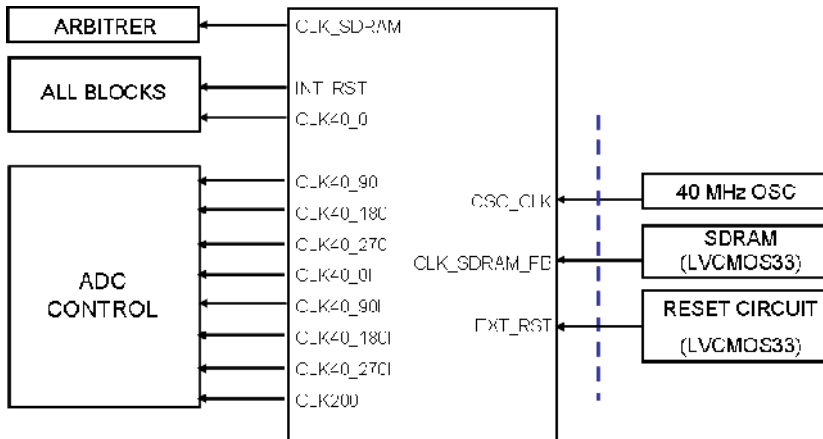 ARBITRER
ALL BLOCKS
ADC
CONTROL
CLK_SDRAM
INT_RST
CLK40_0
CLK40_90
CLK40_180
CLK40_270
CLK40_0I
CLK40_90I
CLK40_180I
CLK40_270I
CLK200
OSC_CLK
CLK_SDRAM_FB
EXT_RST
40 MHz OSC
SDRAM
(LVCMOS33)
RESET CIRCUIT
(LVCMOS33)